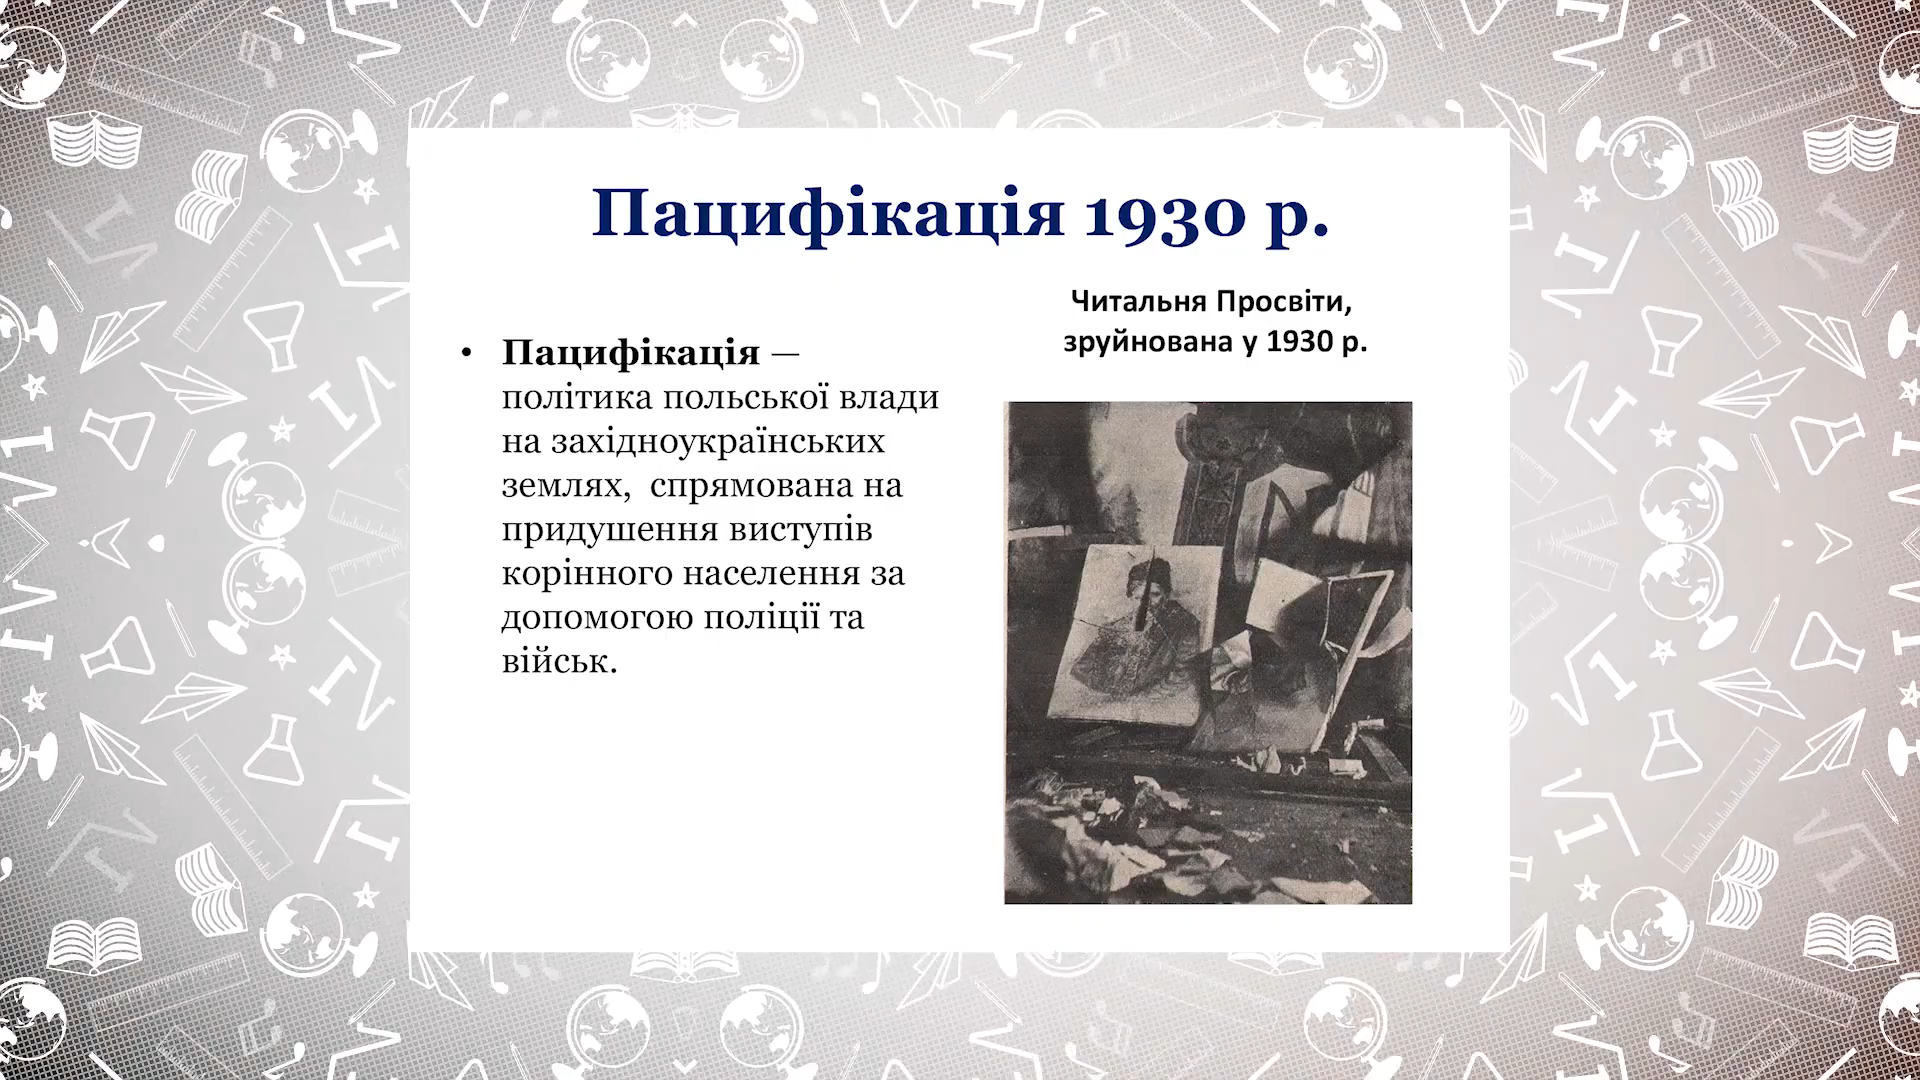 Пацифікація 1930 р.
• Пацифікація —
політика польської влади
на західноукраїнських
землях, спрямована на
придушення виступів
корінного населення за
допомогою поліції та
військ.
Читальня Просвіти,
зруйнована у 1930 р.